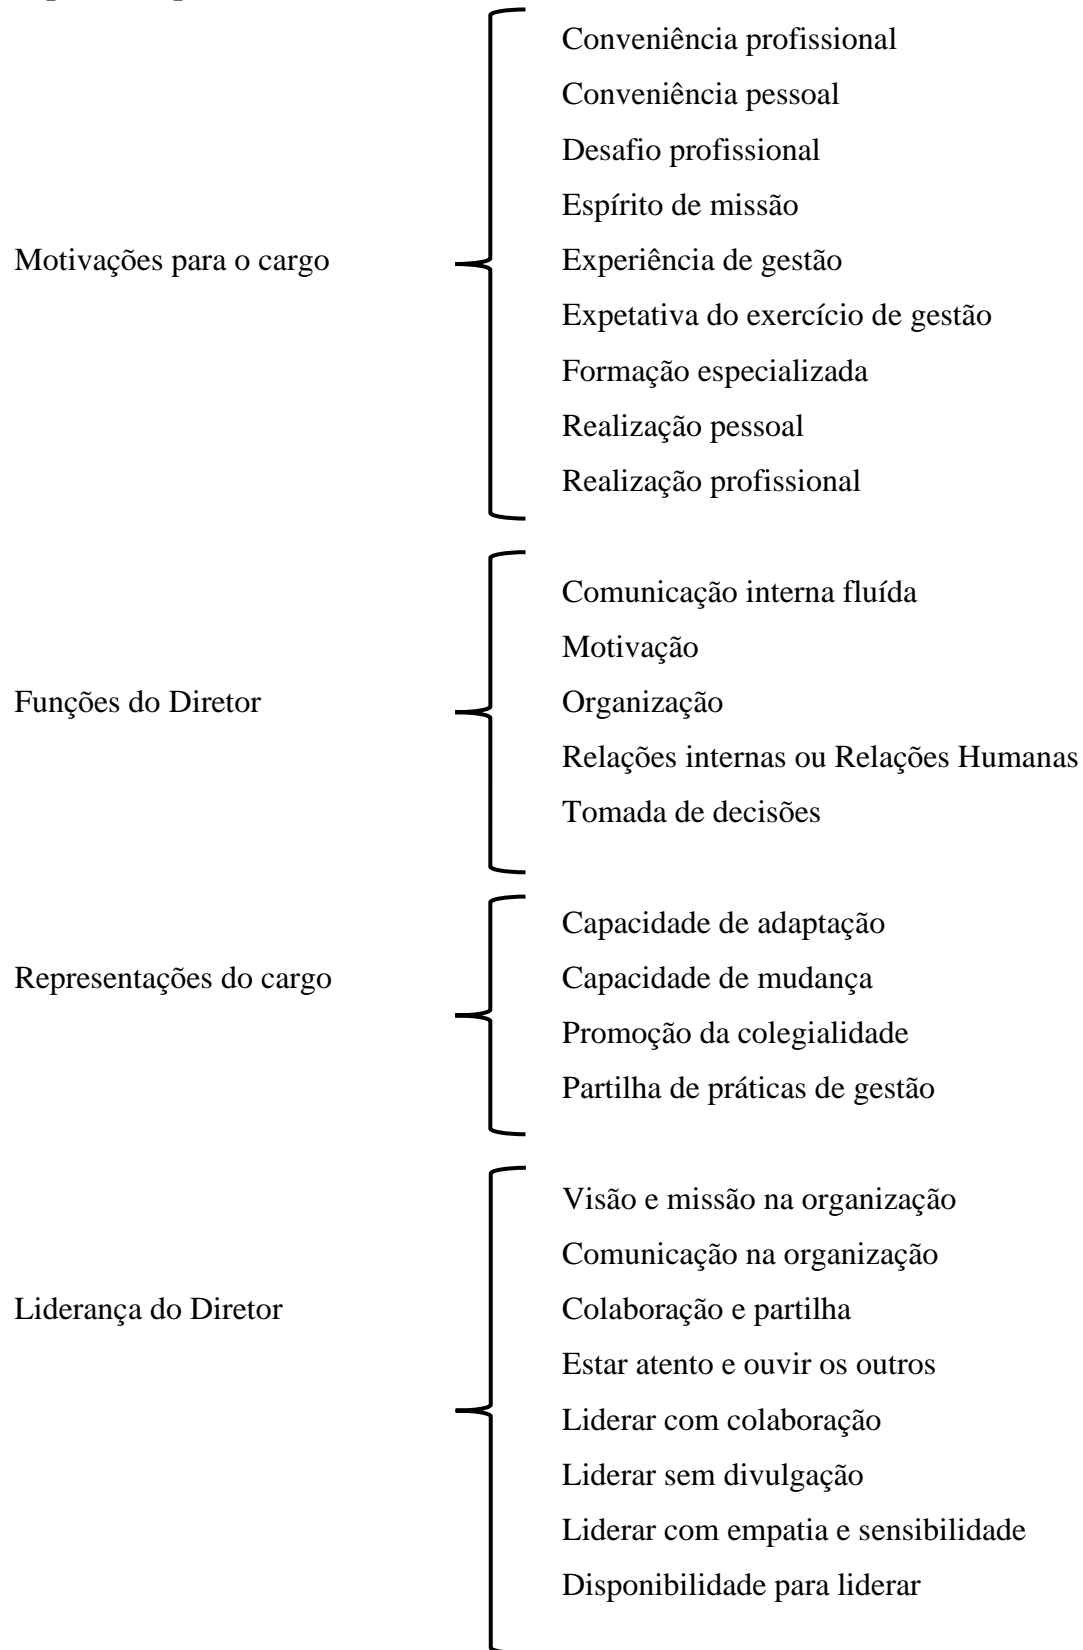 Conveniência profissional
Conveniência pessoal
Desafio profissional
Espírito de missão
Motivações para o cargo
Experiência de gestão
Expetativa do exercício de gestão
Formação especializada
Realização pessoal
Realização profissional
Comunicação interna fluída
Motivação
Funções do Diretor
Organização
Relações internas ou Relações Humanas
Tomada de decisões
Capacidade de adaptação
Representações do cargo
Capacidade de mudança
Promoção da colegialidade
Partilha de práticas de gestão
Visão e missão na organização
Comunicação na organização
Liderança do Diretor
Colaboração e partilha
Estar atento e ouvir os outros
Liderar com colaboração
Liderar sem divulgação
Liderar com empatia e sensibilidade
Disponibilidade para liderar